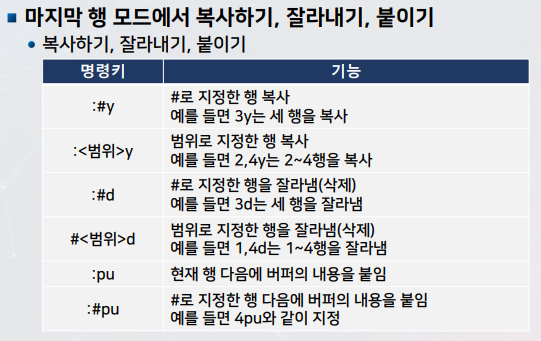 ■ 마지막 행 모드에서 복사하기, 잘라내기, 붙이기
• 복사하기, 잘라내기, 붙이기
명령키 기능
:#y #로 지정한 행 복사
예를 들면 3y는 세 행을 복사
:<범위>y 범위로 지정한 행 복사
예를 들면 2,4y는 2~4행을 복사
:#d #로 지정한 행을 잘라냄(삭제)
예를 들면 3d는 세 행을 잘라냄
#<범위>d 범위로 지정한 행을 잘라냄(삭제)
예를 들면 1,4d는 1~4행을 잘라냄
:pu 현재 행 다음에 버퍼의 내용을 붙임
:#pu #로 지정한 행 다음에 버퍼의 내용을 붙임
예를 들면 4pu와 같이 지정